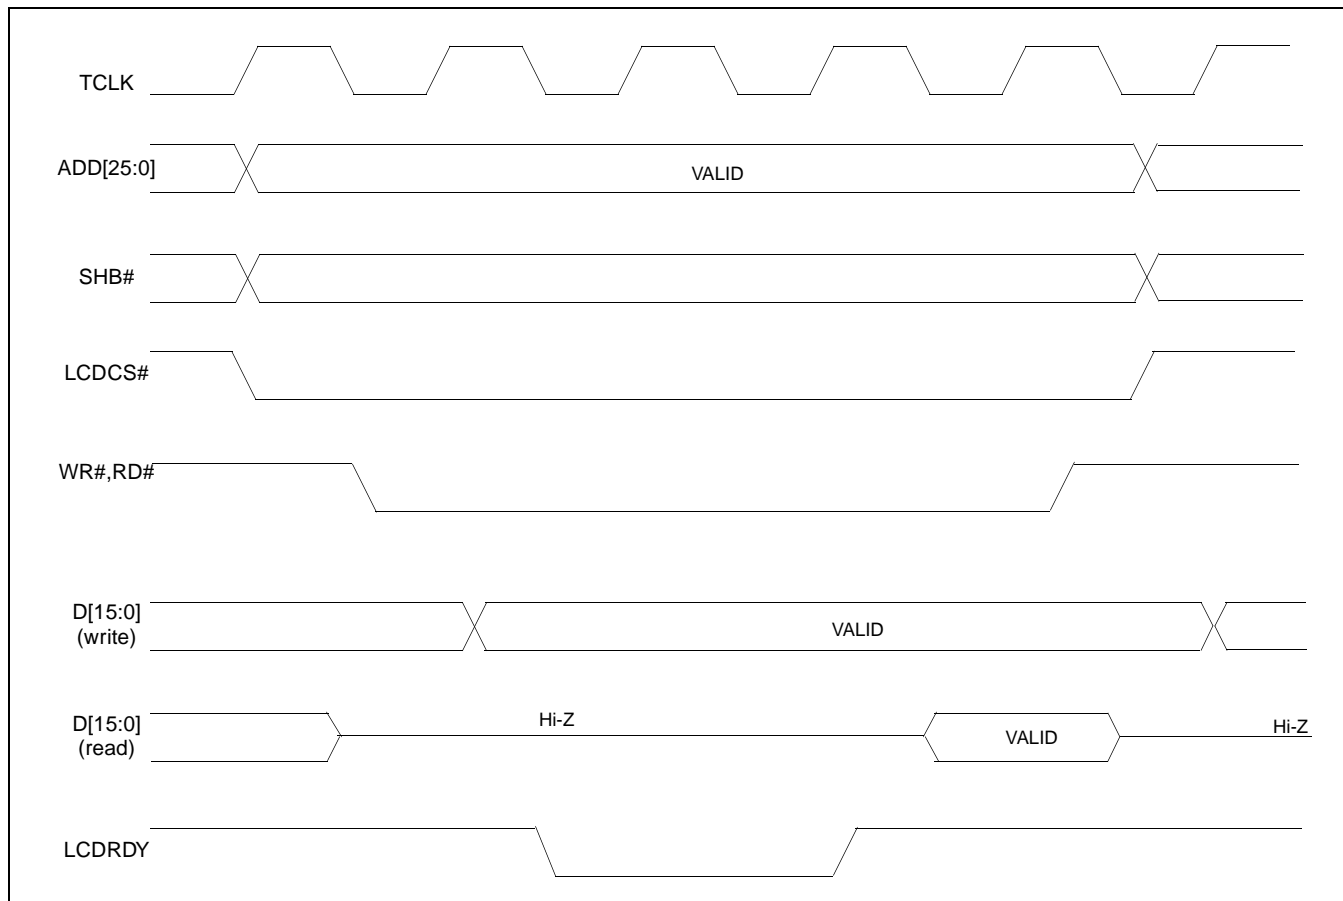 TCLK
ADD[25:0]
VALID
SHB#
LCDCS#
WR#,RD#
D[15:0]
(write)
VALID
D[15:0]
(read)
Hi-Z
VALID
Hi-Z
LCDRDY